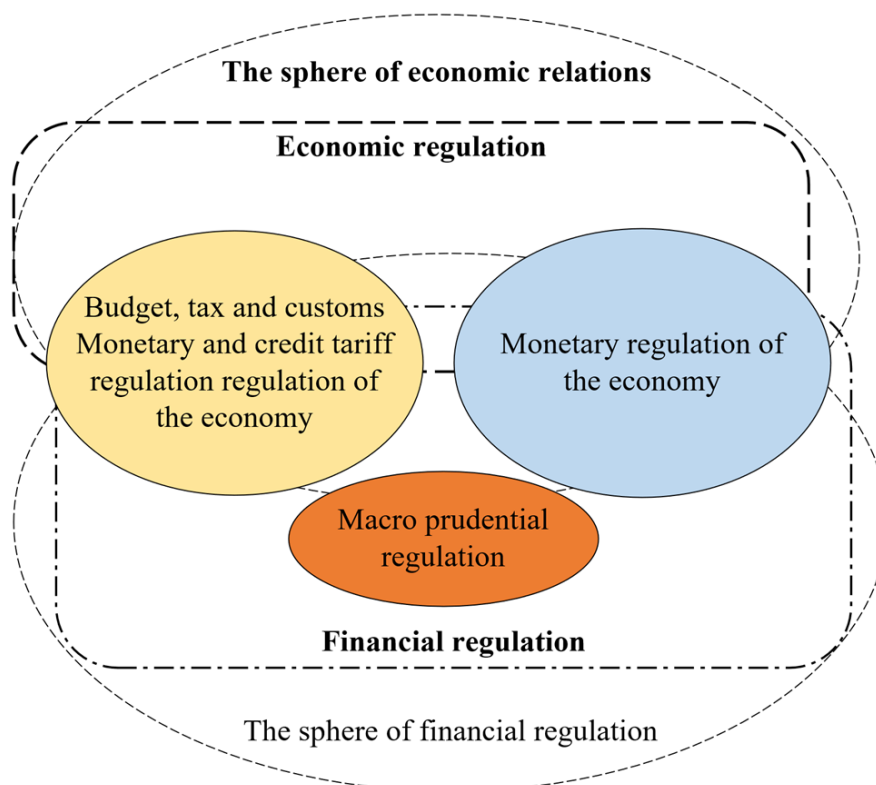 The sphere of economic relations
Economic regulation
Budget, tax and customs
Monetary and credit tariff
regulation regulation of
the economy
Monetary regulation of
the economy
Macro prudential
regulation
Financial regulation
The sphere of financial regulation